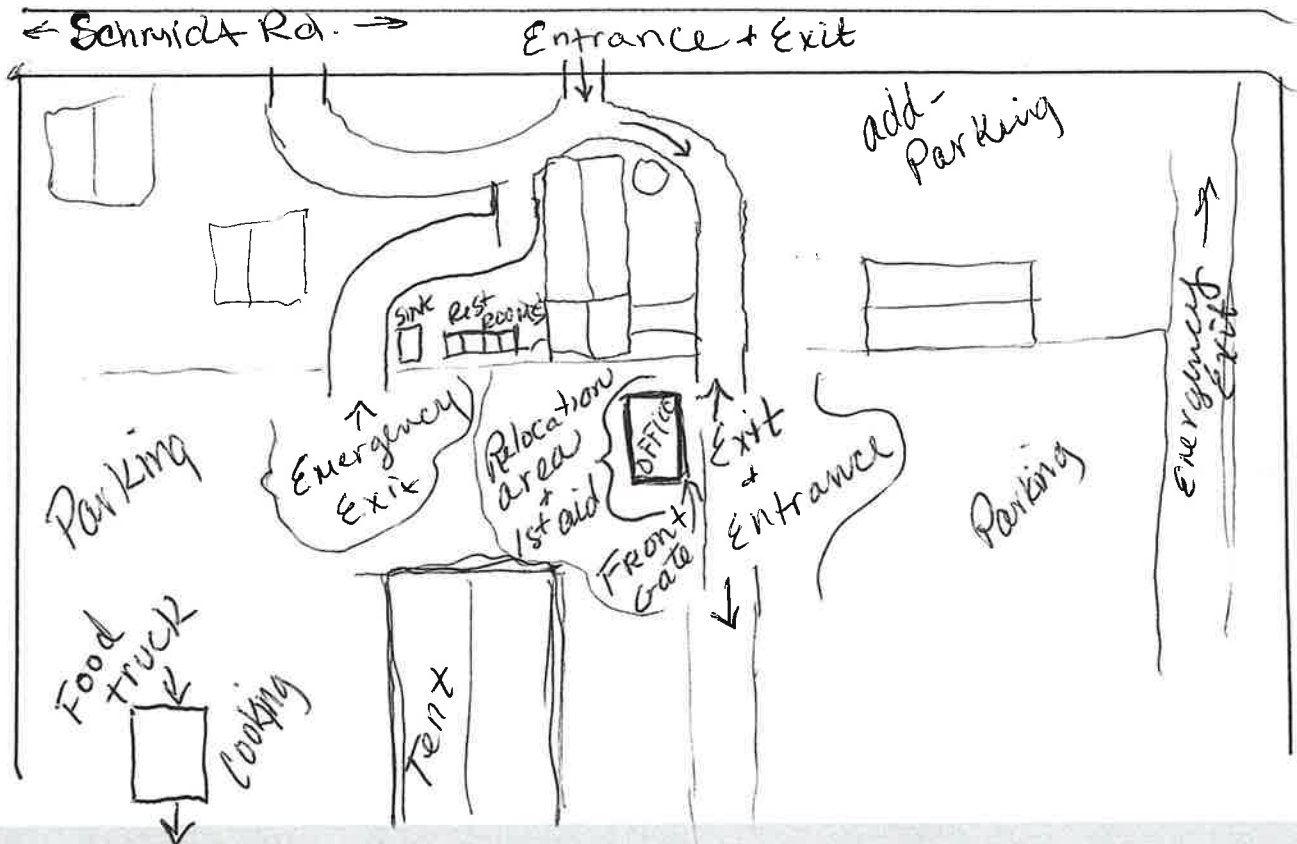 ← Schmidt Rd. →
Entrance + Exit
add-
Parking
Emergency
Exit →
SINK
REST
ROOMS
Parking
Emergency
Exit
Relocation
area
+
1st aid
OFFICE
Front
Gate
Exit
+
Entrance
Parking
Food
truck
Cooking
Tent